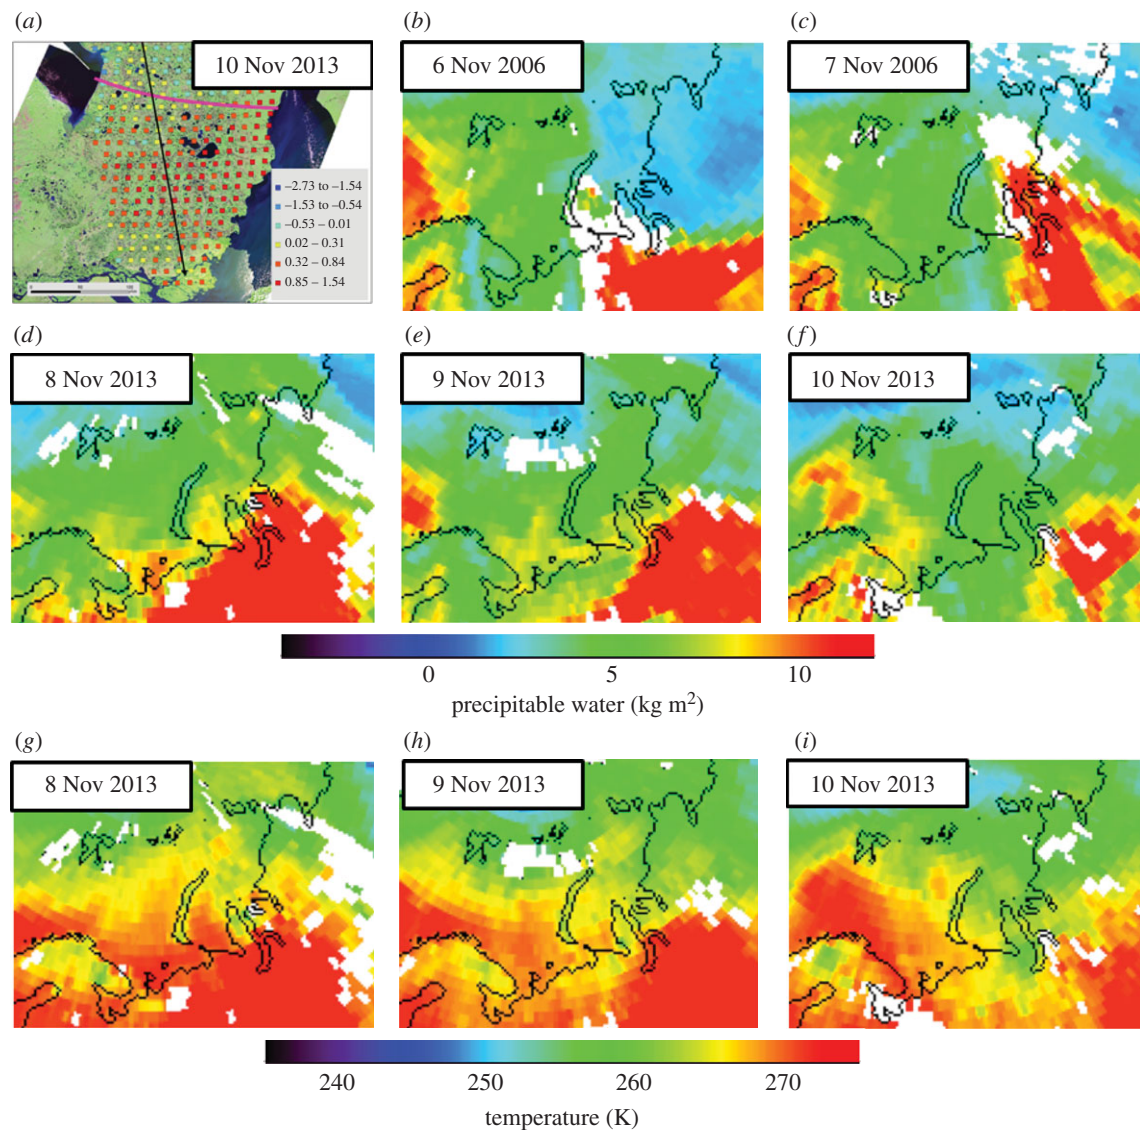 (a)
10 Nov 2013
−2.73 to −1.54
−1.53 to −0.54
−0.53 – 0.01
0.02 – 0.31
0.32 – 0.84
0.85 – 1.54
(b)
6 Nov 2006
(c)
7 Nov 2006
(d)
8 Nov 2013
(e)
9 Nov 2013
(f)
10 Nov 2013
0 5 10
precipitable water (kg m²)
(g)
8 Nov 2013
(h)
9 Nov 2013
(i)
10 Nov 2013
240 250 260 270
temperature (K)